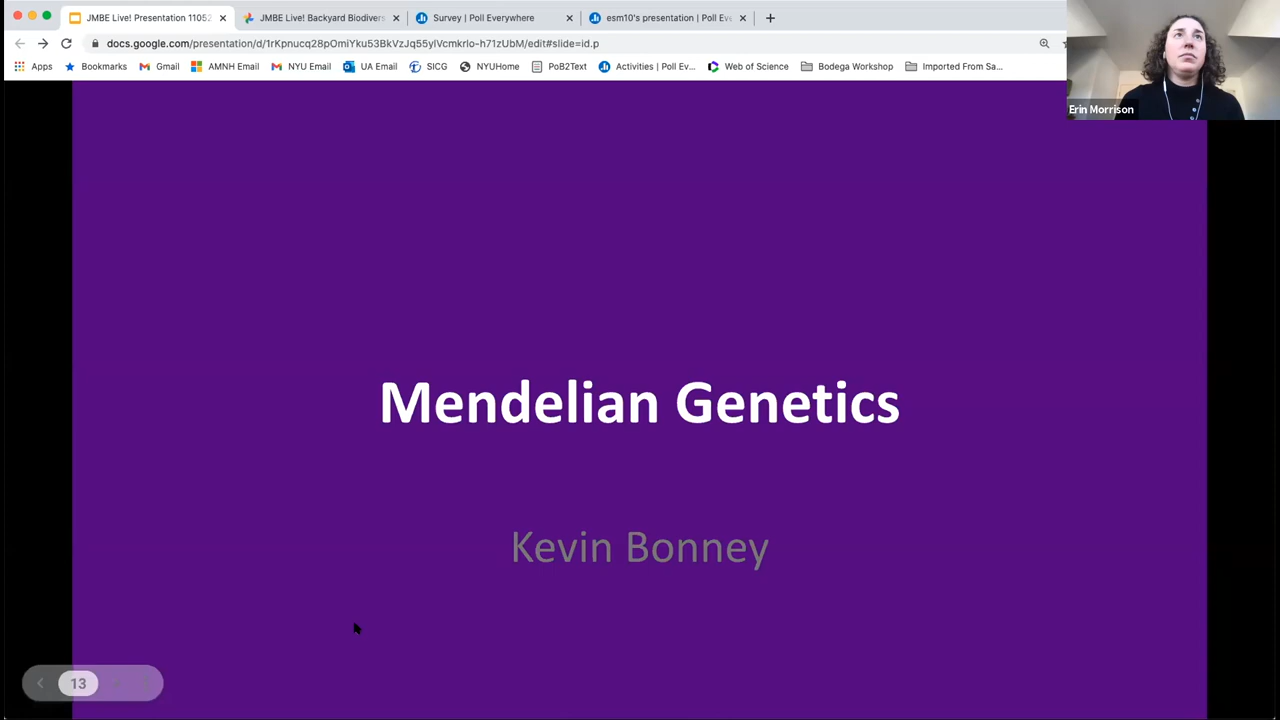 JMBE Live! Presentation 11052
JMBE Live! Backyard Biodivers
Survey | Poll Everywhere
esm10's presentation | Poll Eve
docs.google.com/presentation/d/1rKpnucq28pOmiYku53BkVzJq55ylVcmkrlo-h71zUbM/edit#slide=id.p
Apps Bookmarks Gmail AMNH Email NYU Email UA Email SICG NYUHome PoB2Text Activities | Poll Ev... Web of Science Bodega Workshop Imported From Sa...
Erin Morrison
Mendelian Genetics
Kevin Bonney
13